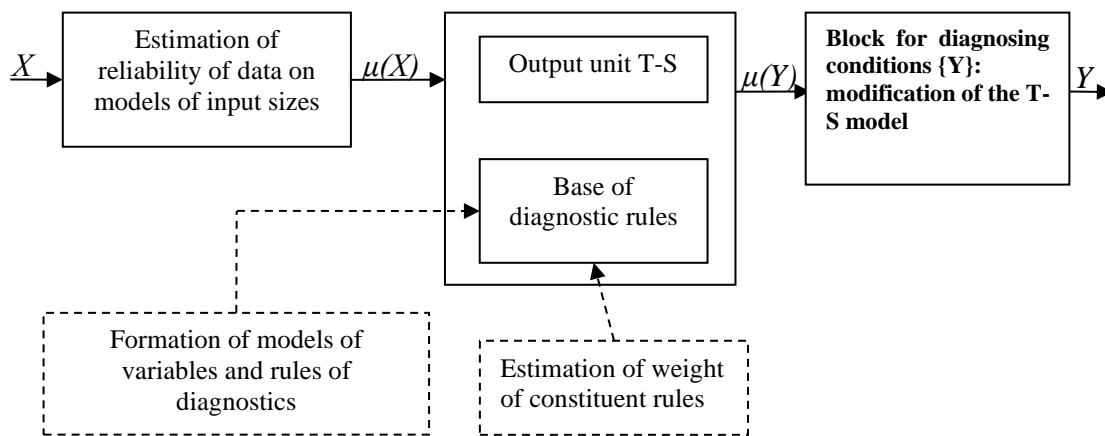 X
Estimation of
reliability of data on
models of input sizes
μ(X)
Output unit T-S
Base of
diagnostic rules
μ(Y)
Block for diagnosing
conditions {Y}:
modification of the T-
S model
Y
Formation of models of
variables and rules of
diagnostics
Estimation of weight
of constituent rules